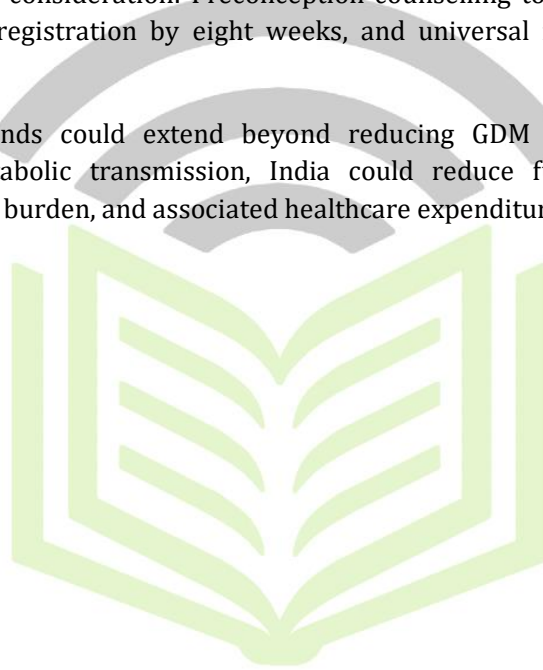 consideration. Preconception counselling to
registration by eight weeks, and universal
nds could extend beyond reducing GDM
abolic transmission, India could reduce f
burden, and associated healthcare expenditur